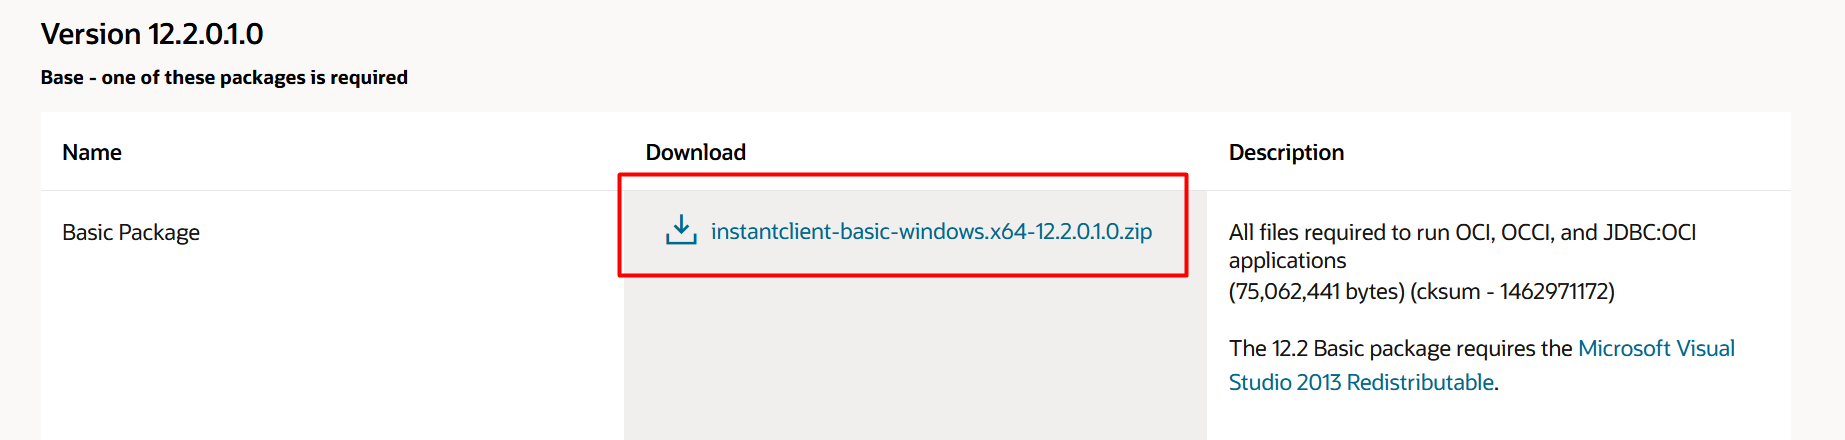 Version 12.2.0.1.0
Base - one of these packages is required
Name
Download
Description
Basic Package
instantclient-basic-windows.x64-12.2.0.1.0.zip
All files required to run OCI, OCCI, and JDBC:OCI
applications
(75,062,441 bytes) (cksum - 1462971172)
The 12.2 Basic package requires the Microsoft Visual
Studio 2013 Redistributable.